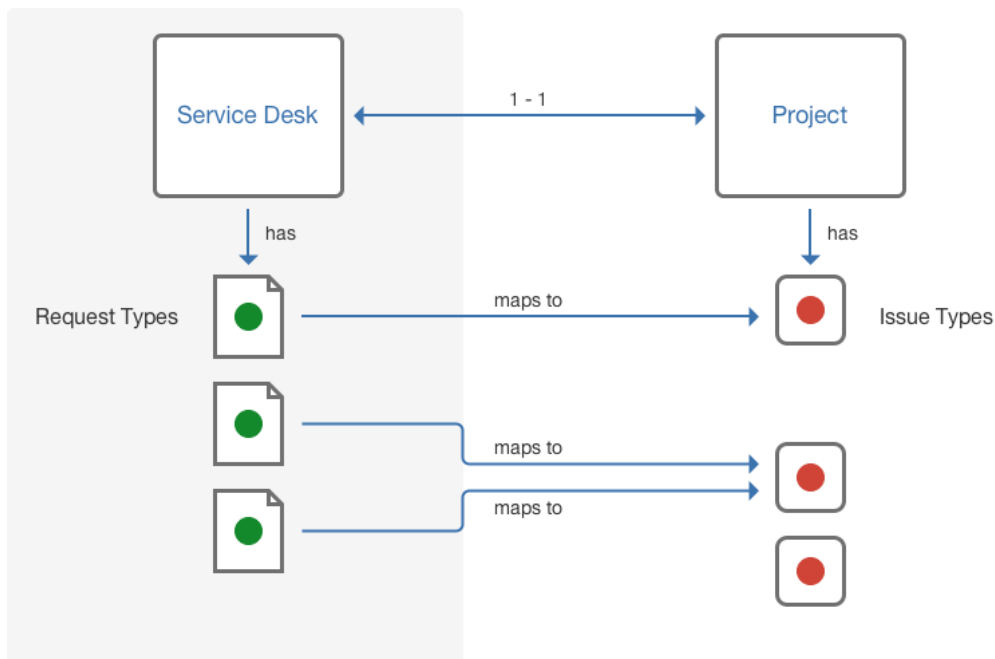 Service Desk
1 - 1
Project
has
has
Request Types
maps to
Issue Types
maps to
maps to